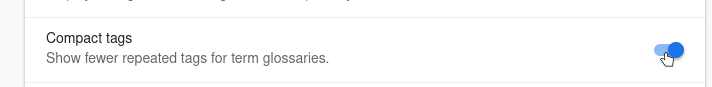 Compact tags
Show fewer repeated tags for term glossaries.